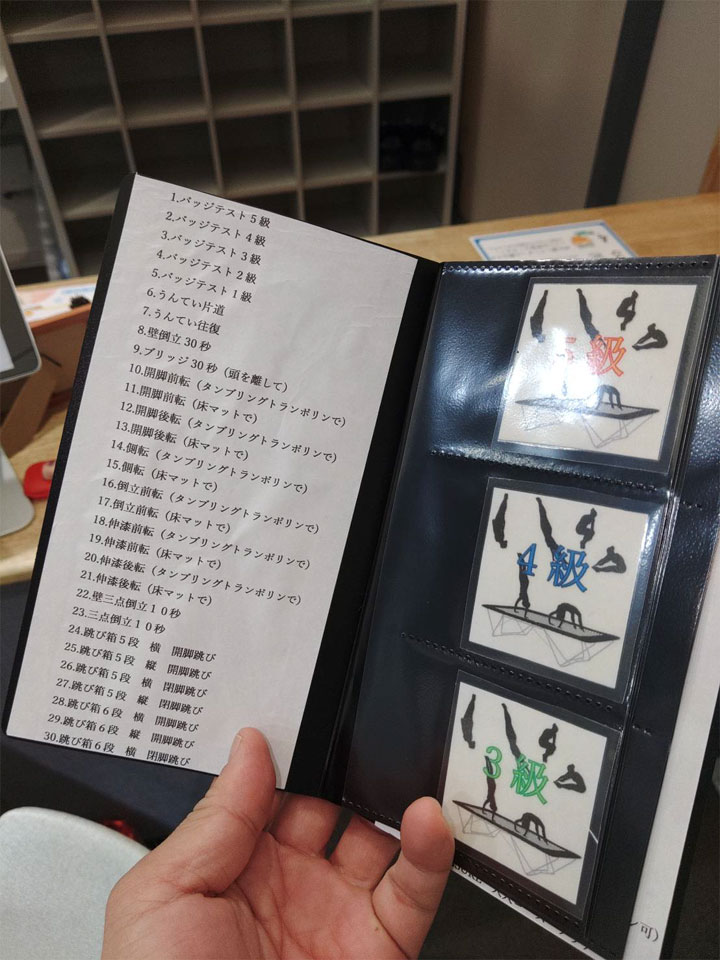 1.バッジテスト５級
2.バッジテスト４級
3.バッジテスト３級
4.バッジテスト２級
5.バッジテスト１級
6.うんてい片道
7.うんてい往復
8.壁倒立30秒
9.ブリッジ30秒（頭を離して）
10.開脚前転（タンブリングトランポリンで）
11.開脚前転（床マットで）
12.開脚後転（タンブリングトランポリンで）
13.開脚後転（床マットで）
14.側転（タンブリングトランポリンで）
15.側転（床マットで）
16.倒立前転（タンブリングトランポリンで）
17.倒立前転（床マットで）
18.伸漆前転（タンブリングトランポリンで）
19.伸漆前転（床マットで）
20.伸漆後転（タンブリングトランポリンで）
21.伸漆後転（床マットで）
22.壁三点倒立１０秒
23.三点倒立１０秒
24.跳び箱５段　横　開脚跳び
25.跳び箱５段　縦　開脚跳び
26.跳び箱５段　横　閉脚跳び
27.跳び箱５段　縦　閉脚跳び
28.跳び箱６段　横　開脚跳び
29.跳び箱６段　縦　開脚跳び
30.跳び箱６段　横　閉脚跳び
５級
４級
３級